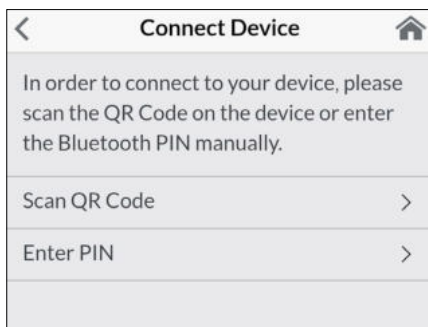 Connect Device
In order to connect to your device, please
scan the QR Code on the device or enter
the Bluetooth PIN manually.
Scan QR Code
Enter PIN